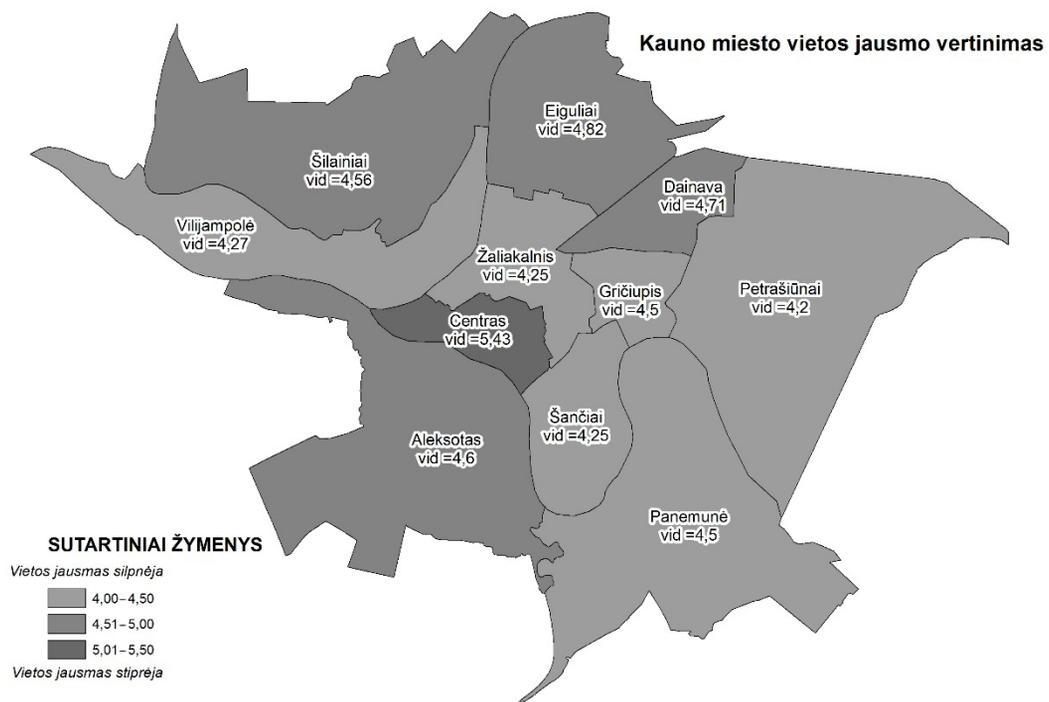 Kauno miesto vietos jausmo vertinimas
Eiguliai
vid =4,82
Šilainiai
vid =4,56
Dainava
vid =4,71
Vilijampolė
vid =4,27
Žaliakalnis
vid =4,25
Gričiupis
vid =4,5
Petrašiūnai
vid =4,2
Centras
vid =5,43
Šančiai
vid =4,25
Aleksotas
vid =4,6
Panemunė
vid =4,5
SUTARTINIAI ŽYMENYS
Vietos jausmas silpnėja
4,00–4,50
4,51–5,00
5,01–5,50
Vietos jausmas stiprėja